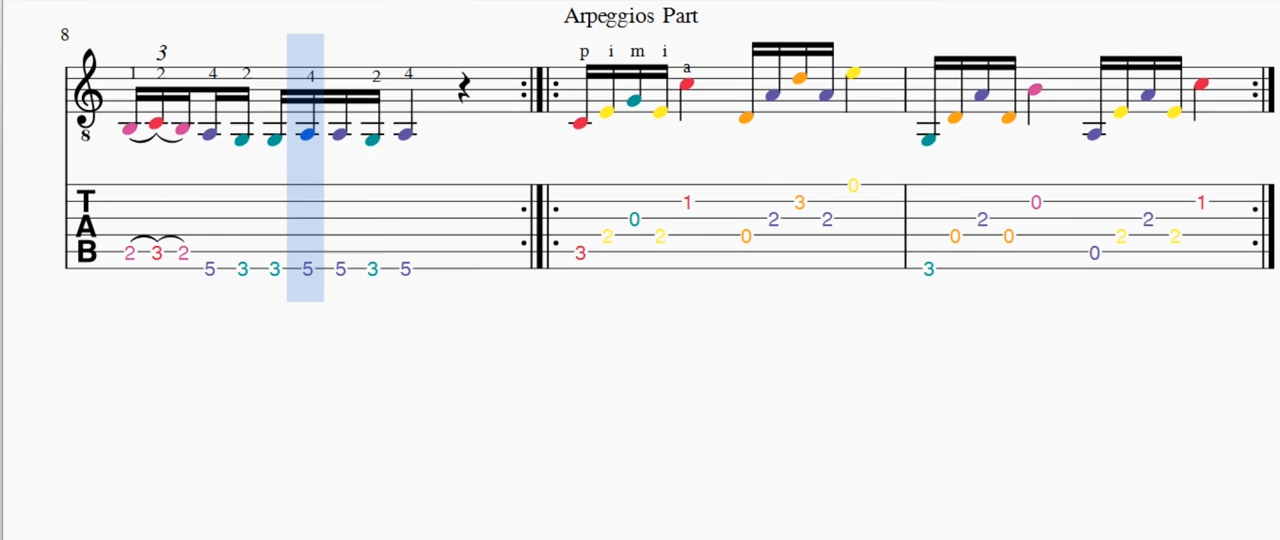 Arpeggios Part
8
3
1 2 4 2 4 2 4 p i m i a
8
T
A
B
0
1 3 0 1
0 2 2 2 2
2 2 0 0 0 2 2
2 3 2 3 0
5 3 3 5 5 3 5 3